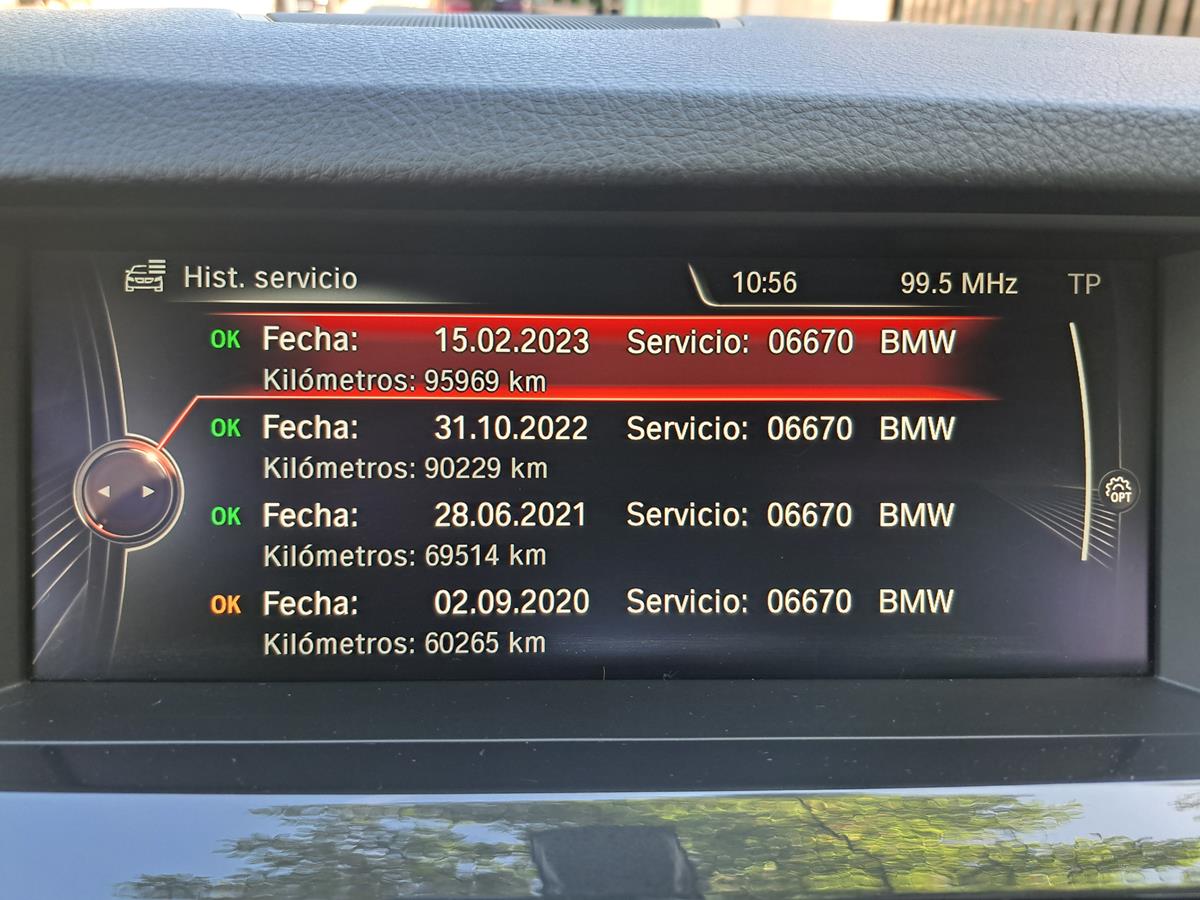 Hist. servicio 10:56 99.5 MHz TP
OK Fecha: 15.02.2023 Servicio: 06670 BMW
Kilómetros: 95969 km
OK Fecha: 31.10.2022 Servicio: 06670 BMW
Kilómetros: 90229 km
OK Fecha: 28.06.2021 Servicio: 06670 BMW
Kilómetros: 69514 km
OK Fecha: 02.09.2020 Servicio: 06670 BMW
Kilómetros: 60265 km
OPT